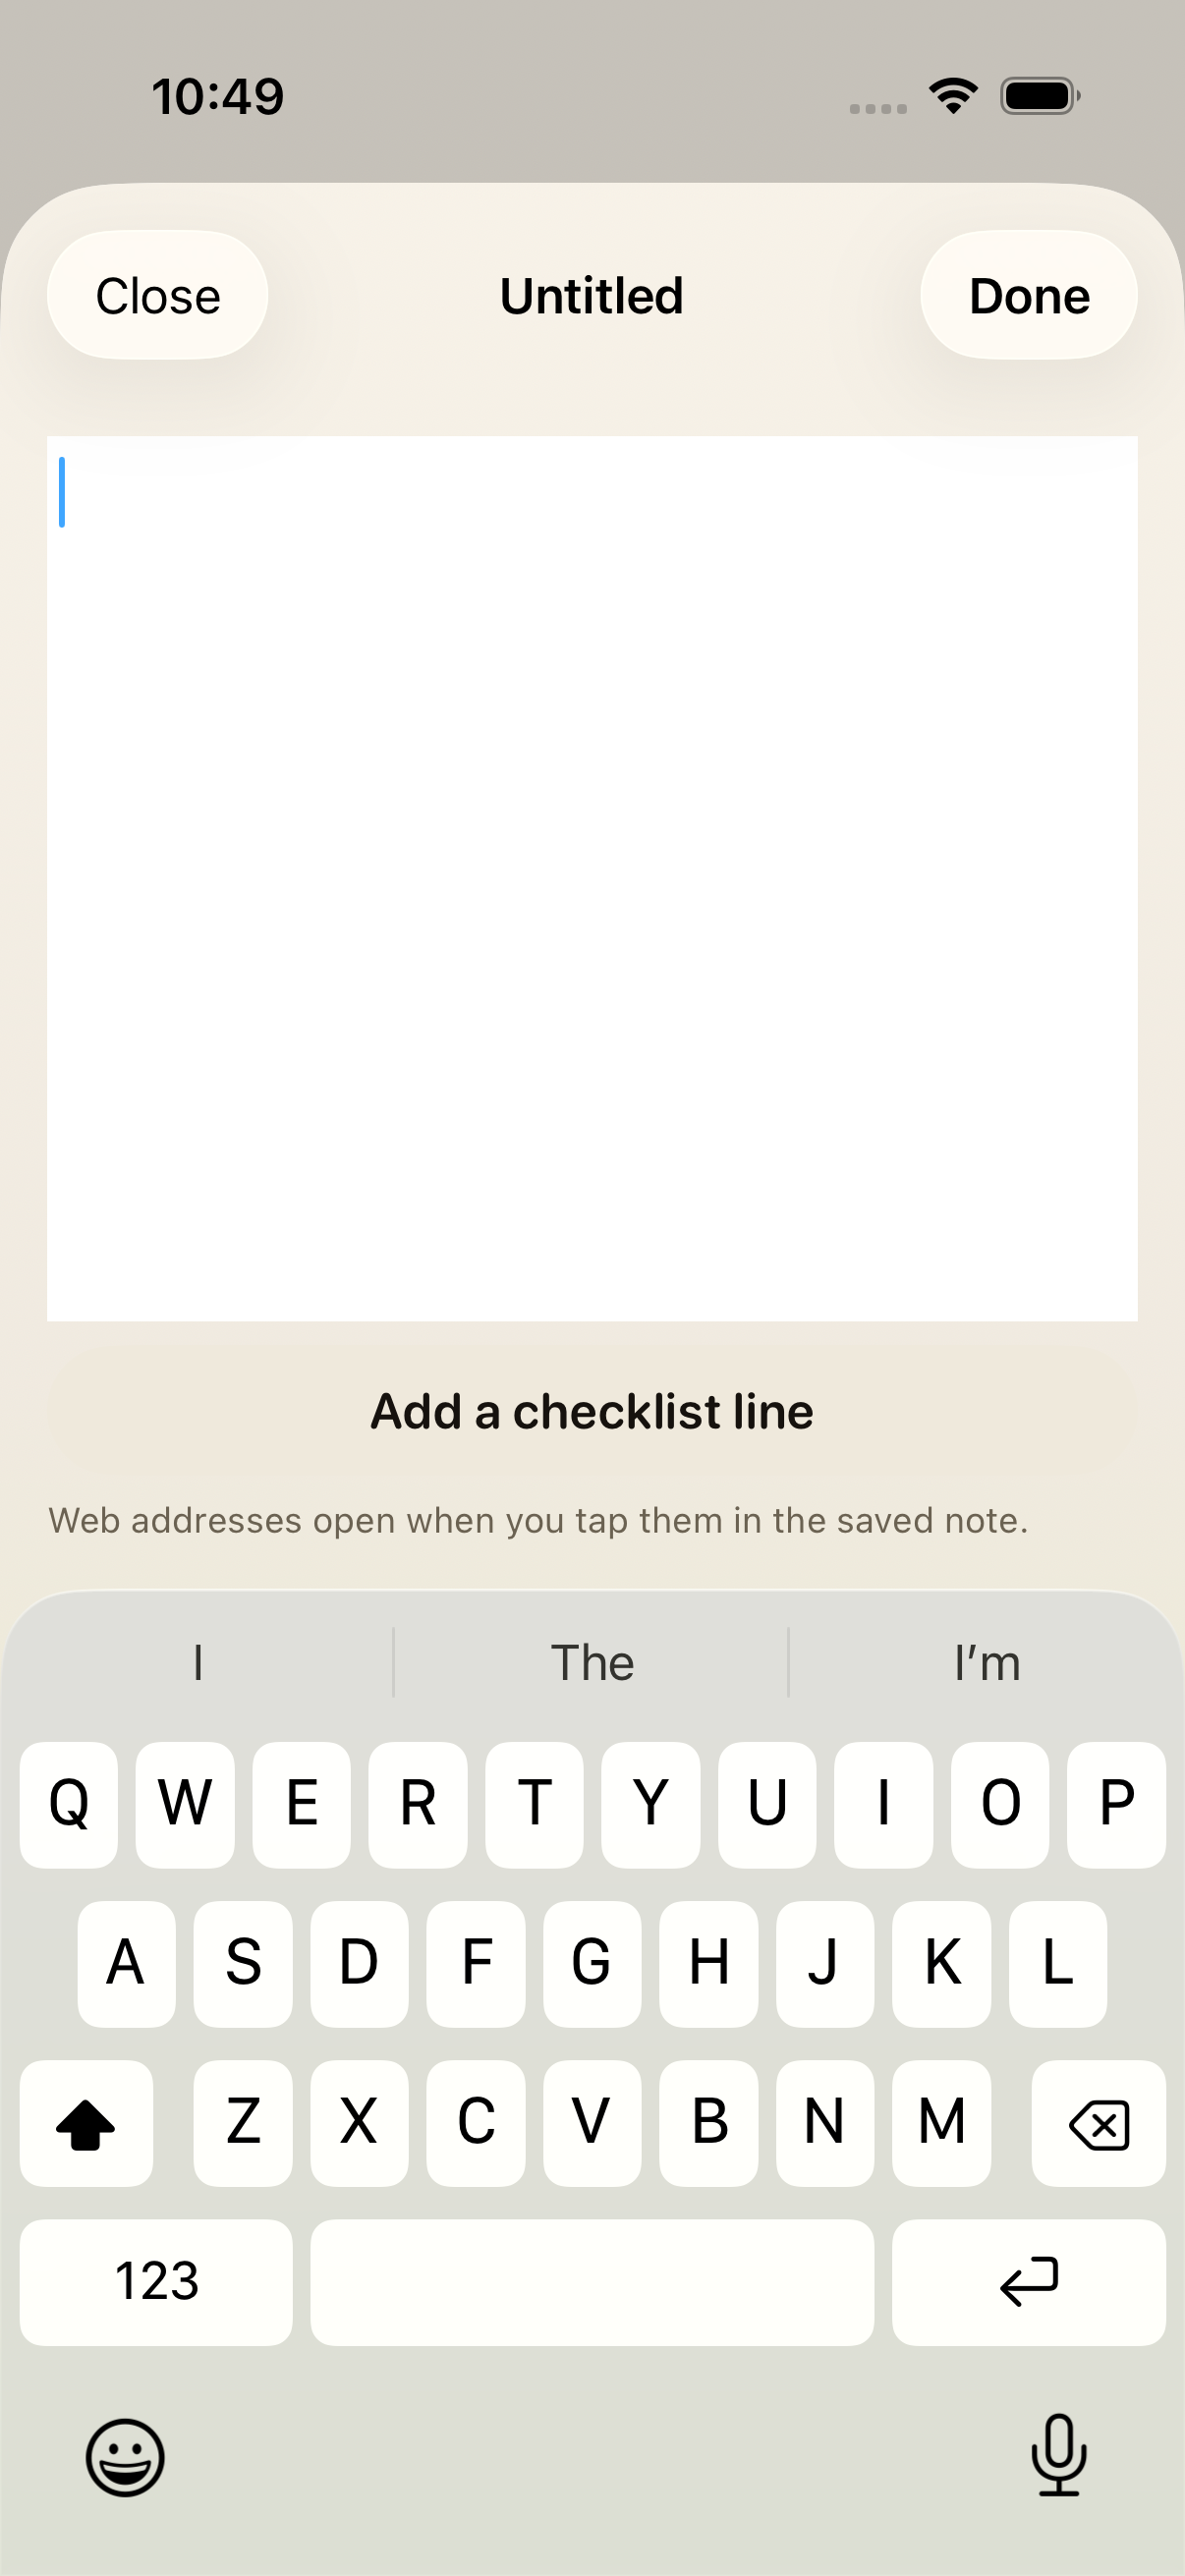 10:49
Close Untitled Done
Add a checklist line
Web addresses open when you tap them in the saved note.
I The I’m
Q W E R T Y U I O P
A S D F G H J K L
Z X C V B N M
123